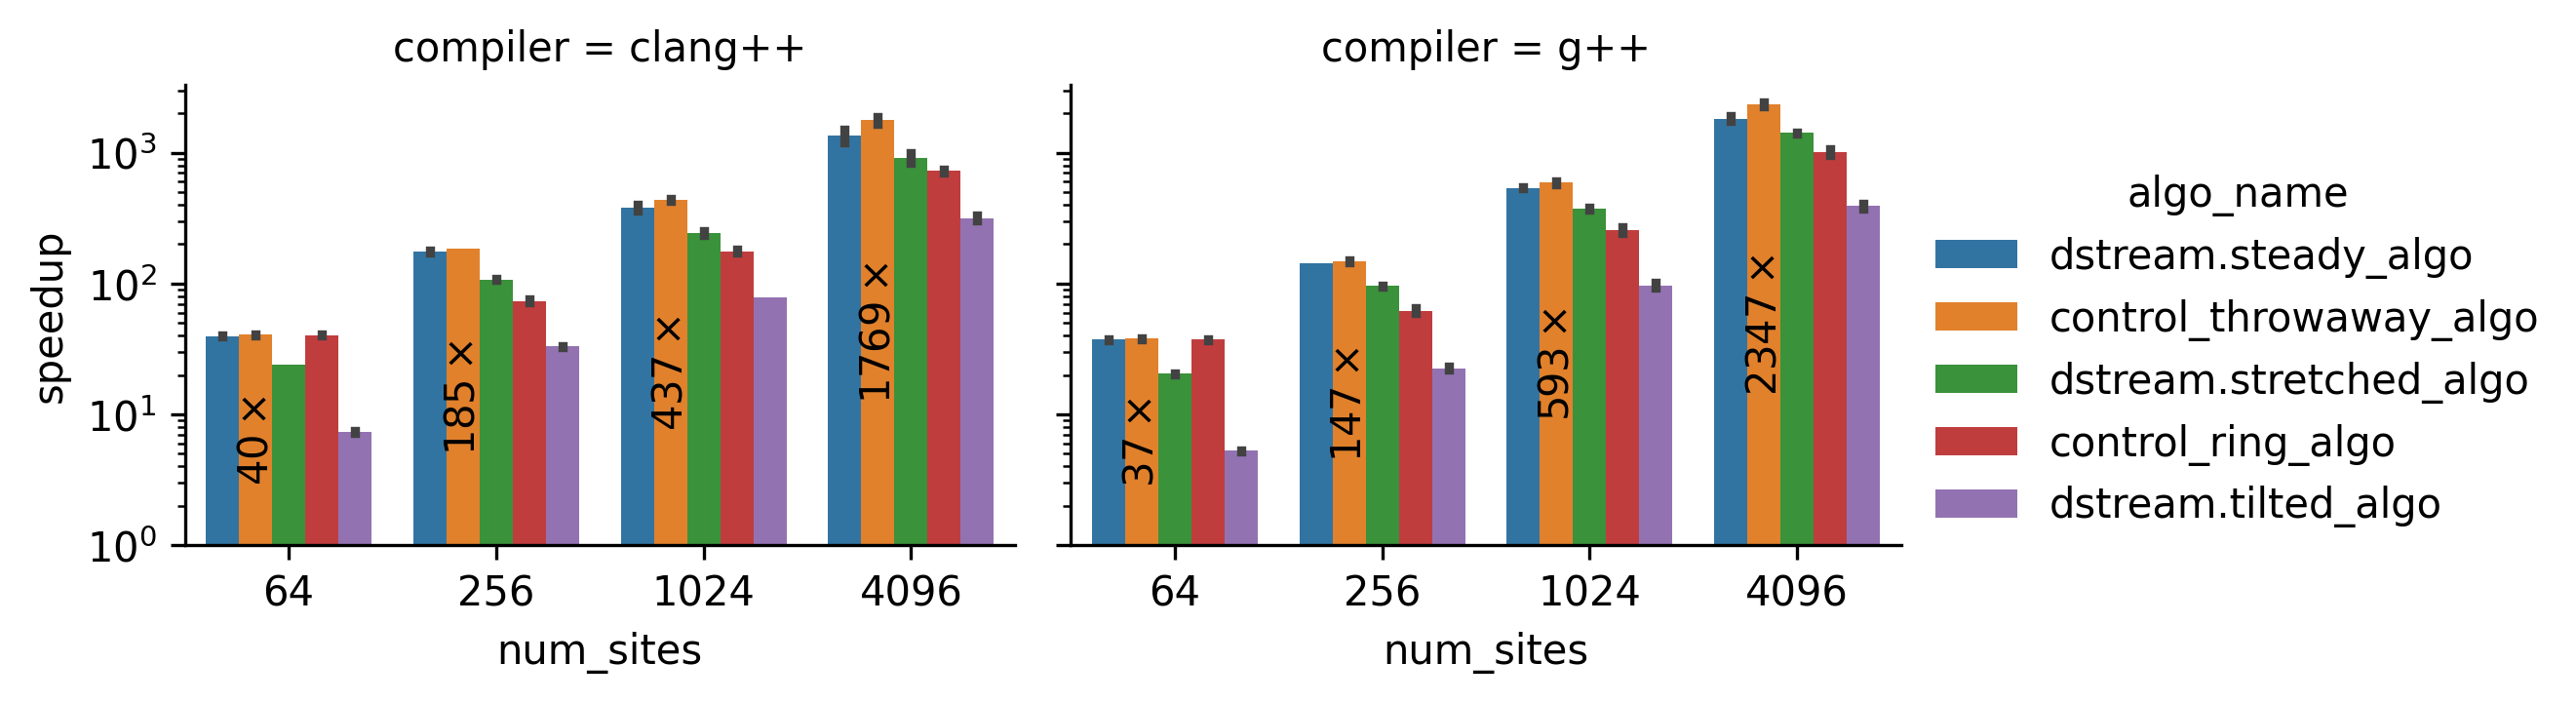 compiler = clang++
compiler = g++
speedup
10³
10²
10¹
10⁰
40 ×
185 ×
437 ×
1769 ×
37 ×
147 ×
593 ×
2347 ×
64
256
1024
4096
64
256
1024
4096
num_sites
num_sites
algo_name
dstream.steady_algo
control_throwaway_algo
dstream.stretched_algo
control_ring_algo
dstream.tilted_algo